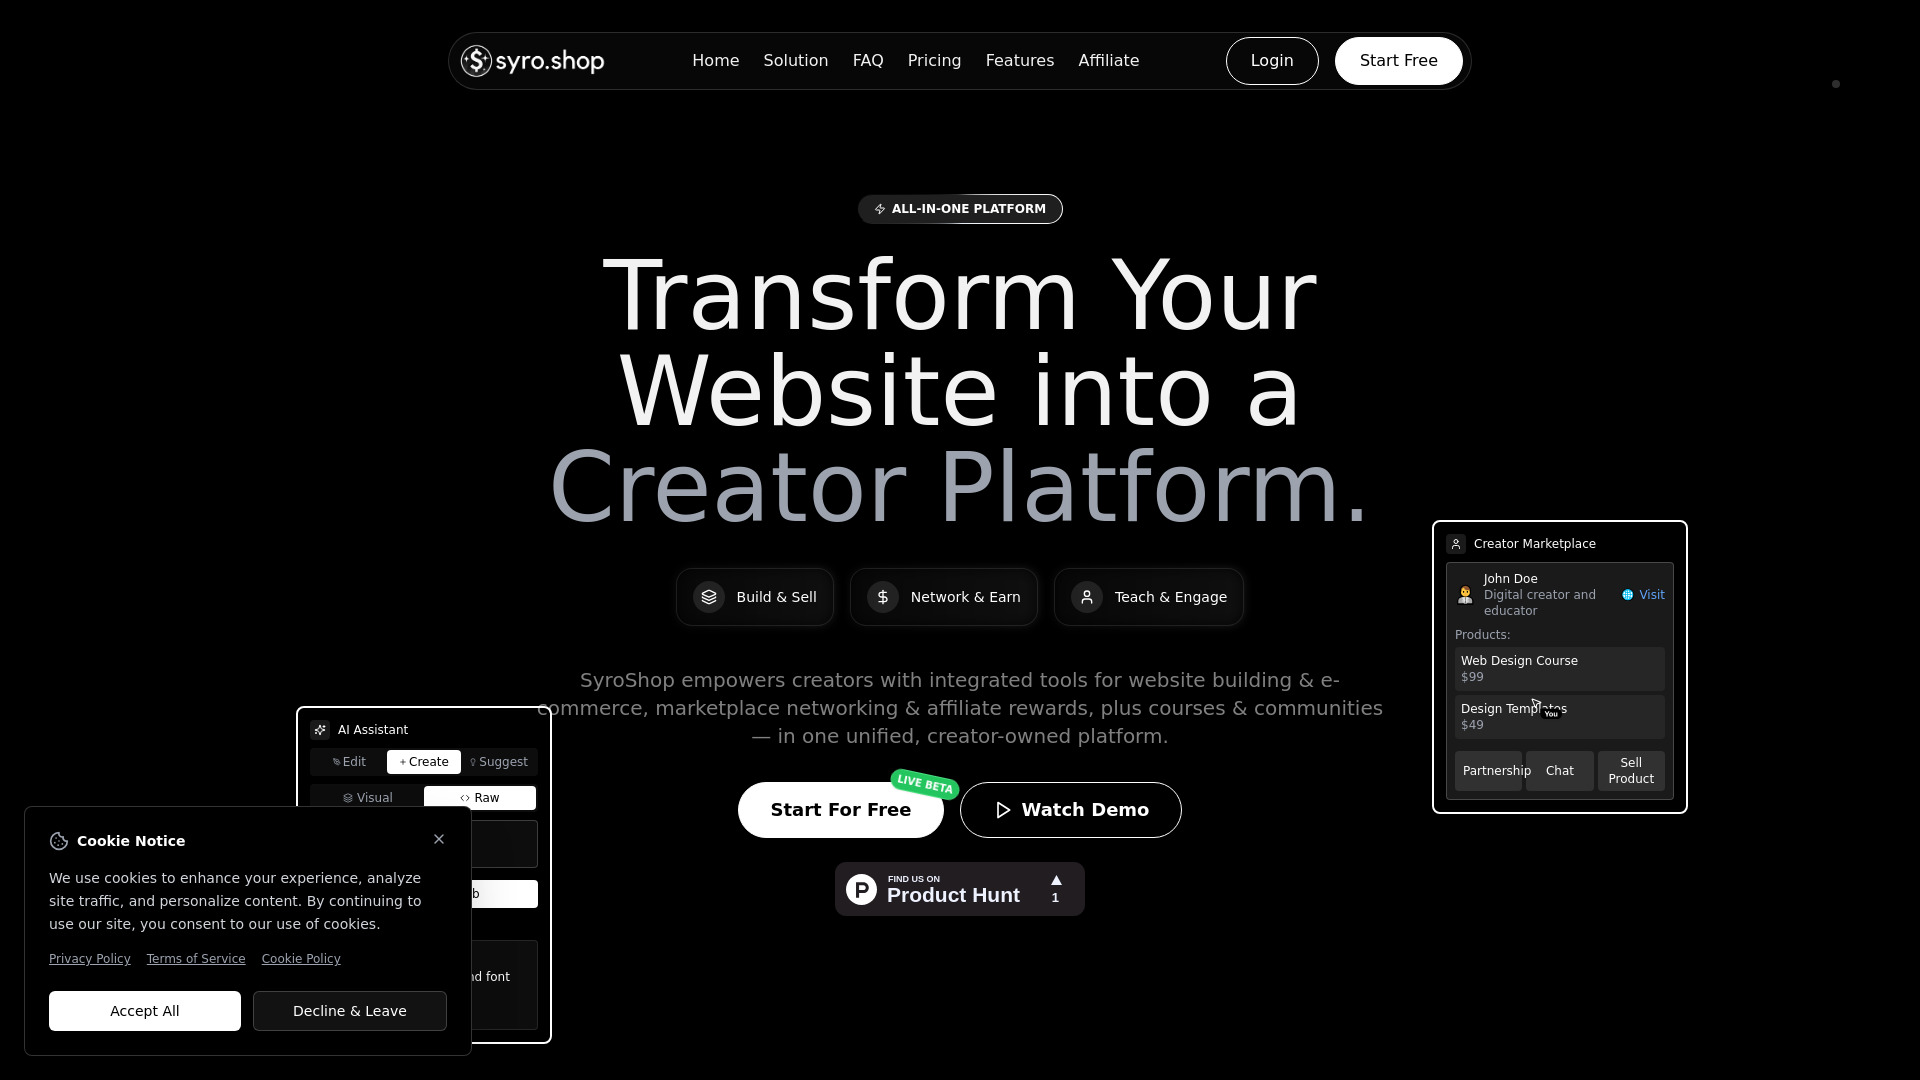 syro.shop
Home Solution FAQ Pricing Features Affiliate
Login
Start Free
ALL-IN-ONE PLATFORM
Transform Your
Website into a
Creator Platform.
Build & Sell
Network & Earn
Teach & Engage
SyroShop empowers creators with integrated tools for website building & e-
commerce, marketplace networking & affiliate rewards, plus courses & communities
— in one unified, creator-owned platform.
Start For Free
LIVE BETA
Watch Demo
FIND US ON
Product Hunt
1
Creator Marketplace
John Doe
Digital creator and
educator
Visit
Products:
Web Design Course
$99
Design Templates
You
$49
Partnership
Chat
Sell
Product
AI Assistant
Edit
+ Create
Suggest
Visual
Raw
font
Cookie Notice
We use cookies to enhance your experience, analyze
site traffic, and personalize content. By continuing to
use our site, you consent to our use of cookies.
Privacy Policy Terms of Service Cookie Policy
Accept All
Decline & Leave